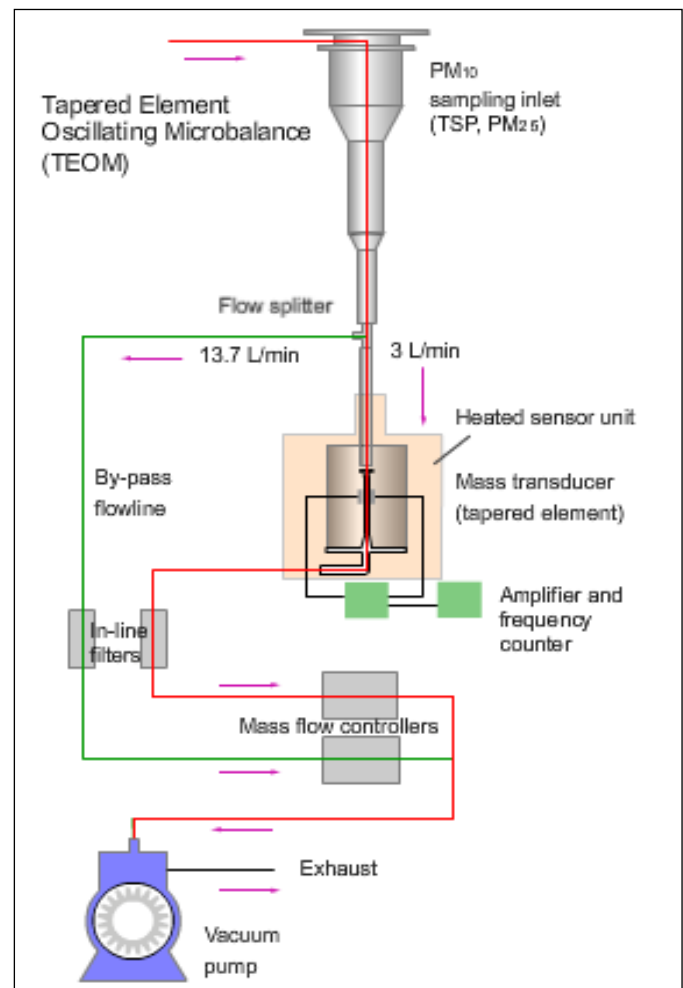 PM10
sampling inlet
(TSP, PM25)
Tapered Element
Oscillating Microbalance
(TEOM)
Flow splitter
13.7 L/min
3 L/min
Heated sensor unit
By-pass
flowline
Mass transducer
(tapered element)
Amplifier and
frequency
counter
In-line
filters
Mass flow controllers
Exhaust
Vacuum
pump